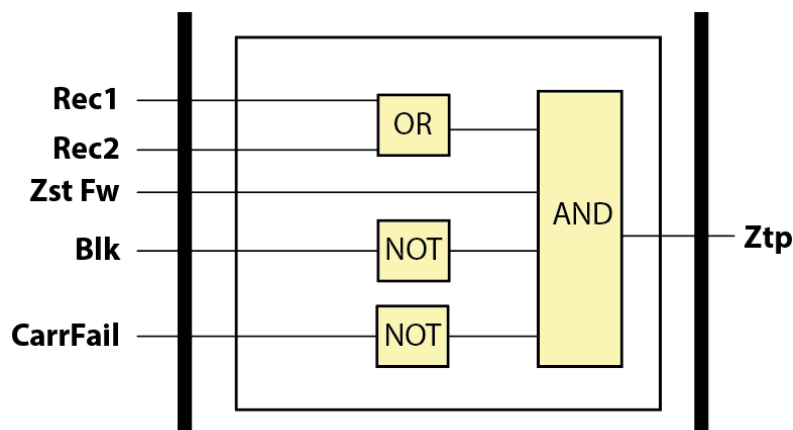 Rec1
OR
Rec2
Zst Fw
AND
Blk
NOT
Ztp
CarrFail
NOT